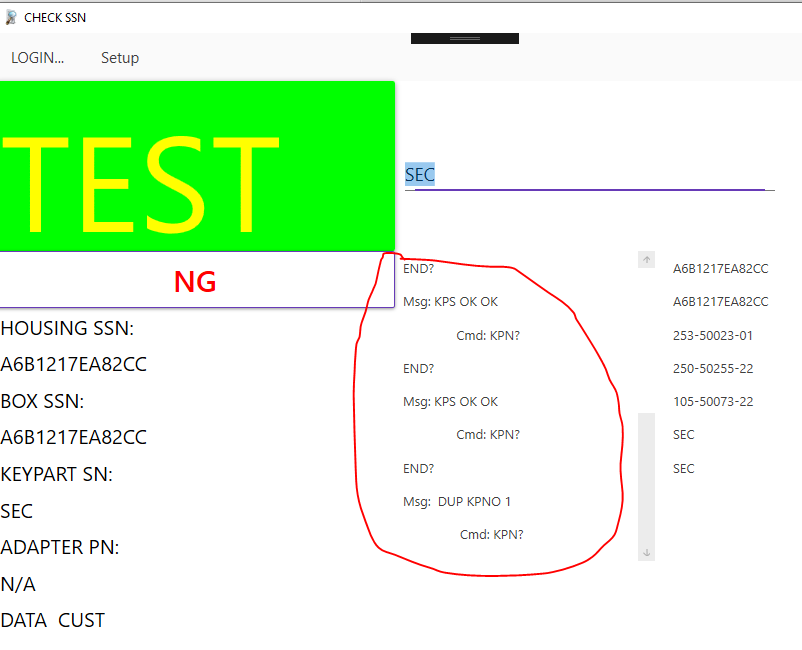 CHECK SSN
LOGIN... Setup
TEST
NG
HOUSING SSN:
A6B1217EA82CC
BOX SSN:
A6B1217EA82CC
KEYPART SN:
SEC
ADAPTER PN:
N/A
DATA CUST
SEC
END?
Msg: KPS OK OK
Cmd: KPN?
END?
Msg: KPS OK OK
Cmd: KPN?
END?
Msg: DUP KPNO 1
Cmd: KPN?
A6B1217EA82CC
A6B1217EA82CC
253-50023-01
250-50255-22
105-50073-22
SEC
SEC